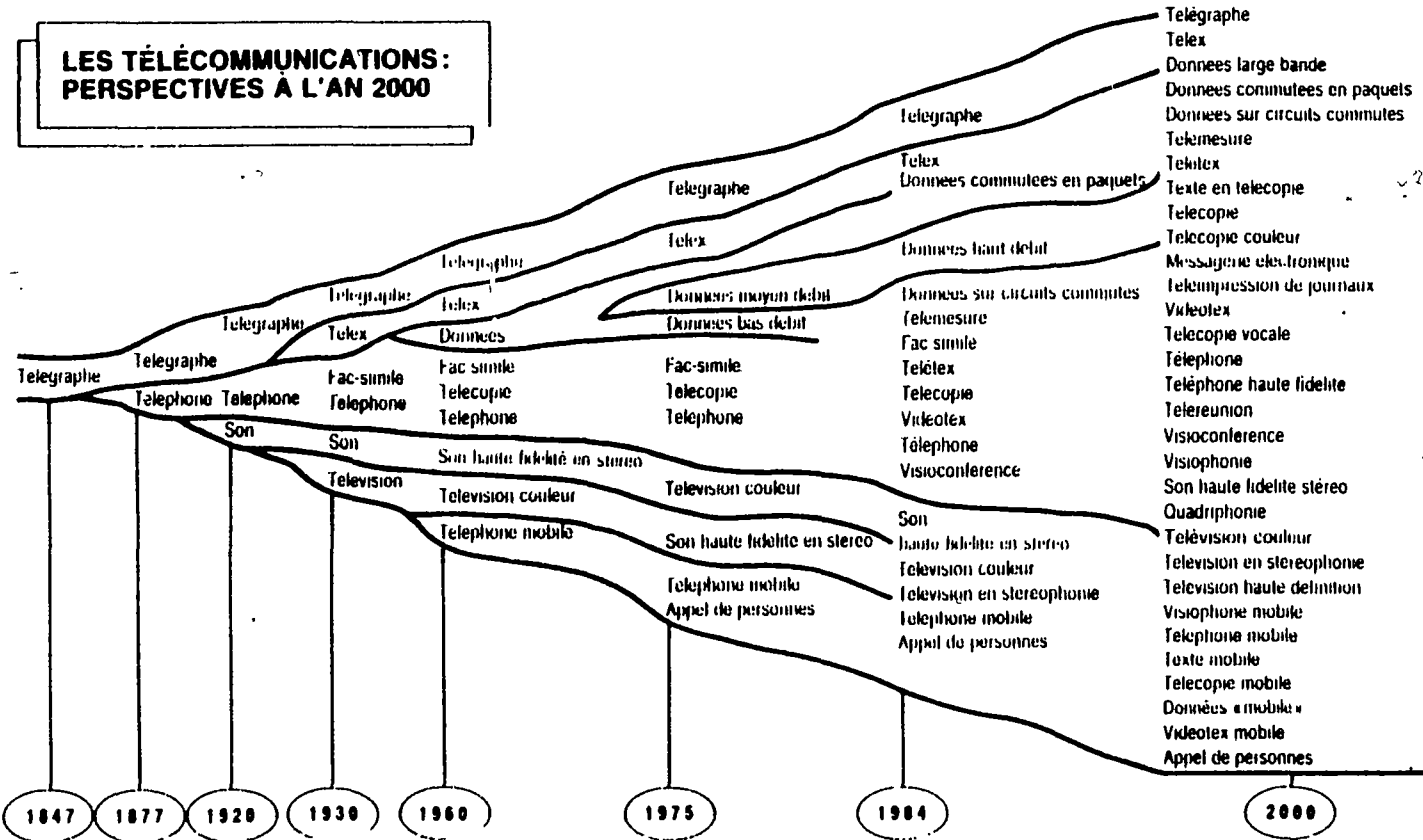 LES TÉLÉCOMMUNICATIONS:
PERSPECTIVES À L'AN 2000
Telegraphe
Telegraphe
Telephone
Telegraphe
Telephone
Son
Telegraphe
Telex
Fac-simile
Telephone
Son
Television
Telegraphe
Telex
Donnees
Fac simile
Telecopie
Telephone
Son haute fidelité en stereo
Television couleur
Telephone mobile
Telegraphe
Telex
Donnees moyen debit
Donnees bas debit
Fac-simile
Telecopie
Telephone
Television couleur
Son haute fidelite en stereo
Telephone mobile
Appel de personnes
Telegraphe
Telex
Donnees commutees en paquets
Donnees haut debit
Donnees sur circuits commutes
Telemesure
Fac simile
Telétex
Telecopie
Videotex
Téléphone
Visioconference
Son
haute fidelite en stereo
Television couleur
Television en stereophonie
Telephone mobile
Appel de personnes
Telégraphe
Telex
Donnees large bande
Donnees commutees en paquets
Donnees sur circuits commutes
Telemesure
Teletex
Texte en telecopie
Telecopie
Telecopie couleur
Messagerie electronique
Teleimpression de journaux
Videotex
Telecopie vocale
Télephone
Teléphone haute fidelite
Telereunion
Visioconference
Visiophonie
Son haute fidelite stéreo
Quadriphonie
Telévision couleur
Television en stereophonie
Television haute definition
Visiophone mobile
Telephone mobile
Texte mobile
Telecopie mobile
Données «mobile»
Videotex mobile
Appel de personnes
1847
1877
1920
1930
1960
1975
1984
2000